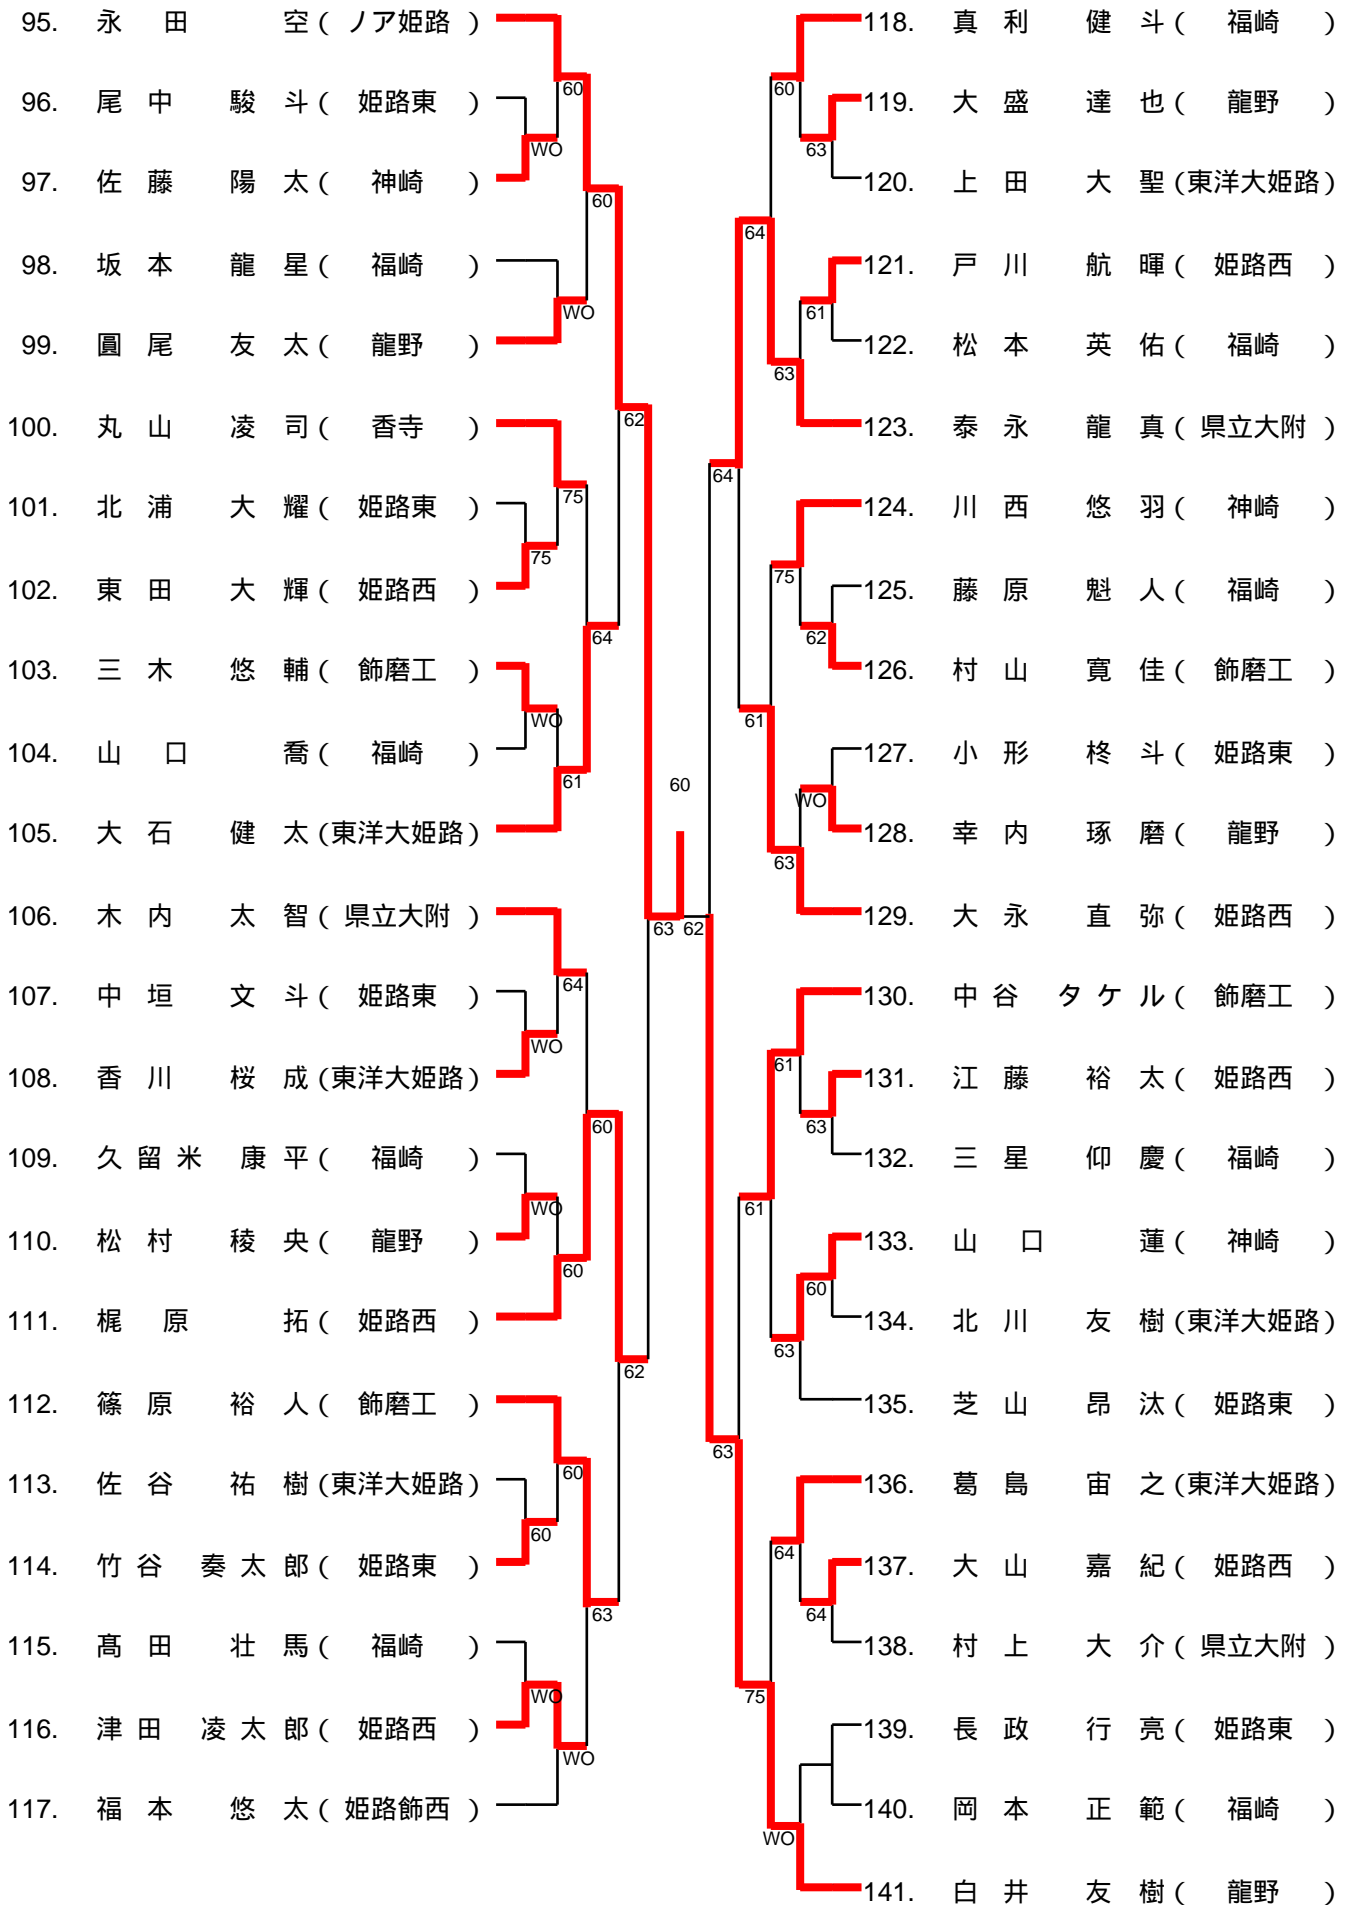 95. 永田 空 ( ノア姫路 )
96. 尾中 駿斗 ( 姫路東 )
97. 佐藤 陽太 ( 神崎 )
98. 坂本 龍星 ( 福崎 )
99. 圓尾 友太 ( 龍野 )
100. 丸山 凌司 ( 香寺 )
101. 北浦 大耀 ( 姫路東 )
102. 東田 大輝 ( 姫路西 )
103. 三木 悠輔 ( 飾磨工 )
104. 山口 喬 ( 福崎 )
105. 大石 健太 (東洋大姫路)
106. 木内 太智 ( 県立大附 )
107. 中垣 文斗 ( 姫路東 )
108. 香川 桜成 (東洋大姫路)
109. 久留米 康平 ( 福崎 )
110. 松村 稜央 ( 龍野 )
111. 梶原 拓 ( 姫路西 )
112. 篠原 裕人 ( 飾磨工 )
113. 佐谷 祐樹 (東洋大姫路)
114. 竹谷 奏太郎 ( 姫路東 )
115. 髙田 壮馬 ( 福崎 )
116. 津田 凌太郎 ( 姫路西 )
117. 福本 悠太 ( 姫路飾西 )
60
WO
60
WO
62
75
75
64
WO
61
60
63
62
64
WO
60
WO
60
62
60
60
63
WO
WO
60
63
64
61
63
64
75
62
61
WO
63
61
63
61
60
63
63
64
64
75
WO
118. 真利 健斗 ( 福崎 )
119. 大盛 達也 ( 龍野 )
120. 上田 大聖 (東洋大姫路)
121. 戸川 航暉 ( 姫路西 )
122. 松本 英佑 ( 福崎 )
123. 泰永 龍真 ( 県立大附 )
124. 川西 悠羽 ( 神崎 )
125. 藤原 魁人 ( 福崎 )
126. 村山 寛佳 ( 飾磨工 )
127. 小形 柊斗 ( 姫路東 )
128. 幸内 琢磨 ( 龍野 )
129. 大永 直弥 ( 姫路西 )
130. 中谷 タケル ( 飾磨工 )
131. 江藤 裕太 ( 姫路西 )
132. 三星 仰慶 ( 福崎 )
133. 山口 蓮 ( 神崎 )
134. 北川 友樹 (東洋大姫路)
135. 芝山 昂汰 ( 姫路東 )
136. 葛島 宙之 (東洋大姫路)
137. 大山 嘉紀 ( 姫路西 )
138. 村上 大介 ( 県立大附 )
139. 長政 行亮 ( 姫路東 )
140. 岡本 正範 ( 福崎 )
141. 白井 友樹 ( 龍野 )